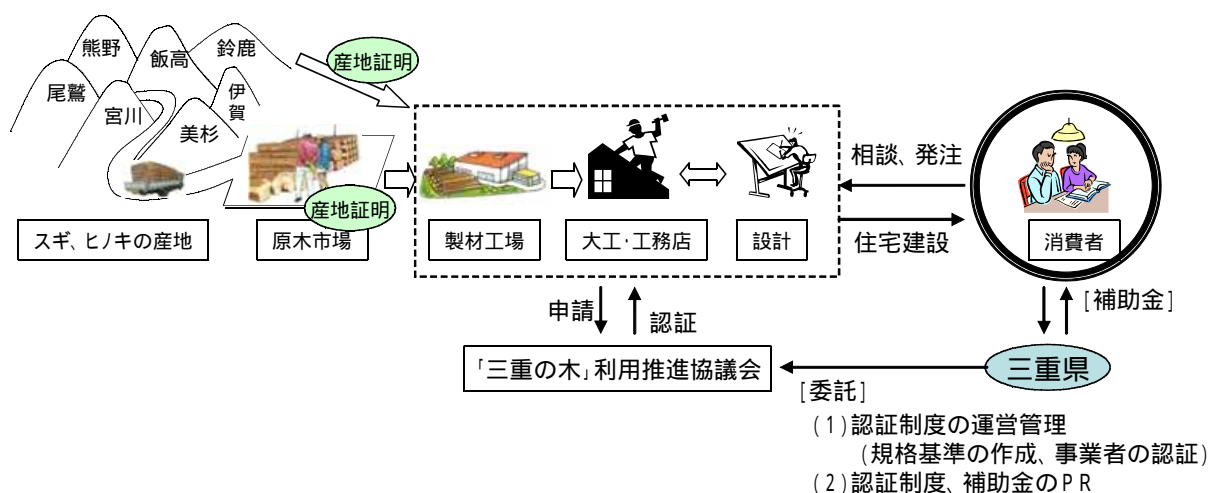 熊野
飯高
鈴鹿
尾鷲
宮川
美杉
伊賀
産地証明
産地証明
スギ、ヒノキの産地
原木市場
製材工場
大工・工務店
設計
相談、発注
住宅建設
消費者
申請
認証
[補助金]
「三重の木」利用推進協議会
三重県
[委託]
(1)認証制度の運営管理
(規格基準の作成、事業者の認証)
(2)認証制度、補助金のPR